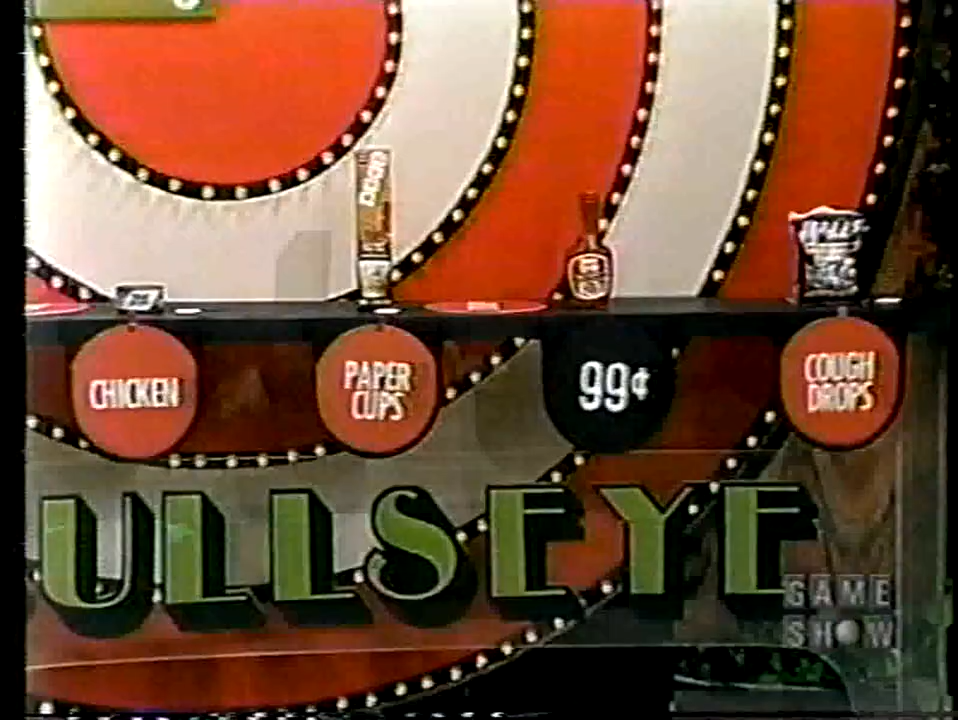 CHICKEN
PAPER
CUPS
99¢
COUGH
DROPS
ULLSEYE
GAME
SHOW